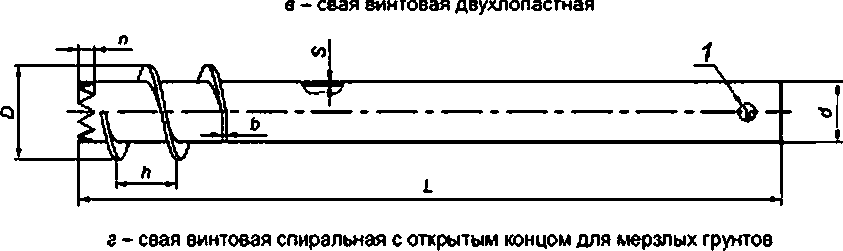 в – свая винтовая двухлопастная
n
S
1
D
b
d
h
L
г – свая винтовая спиральная с открытым концом для мерзлых грунтов